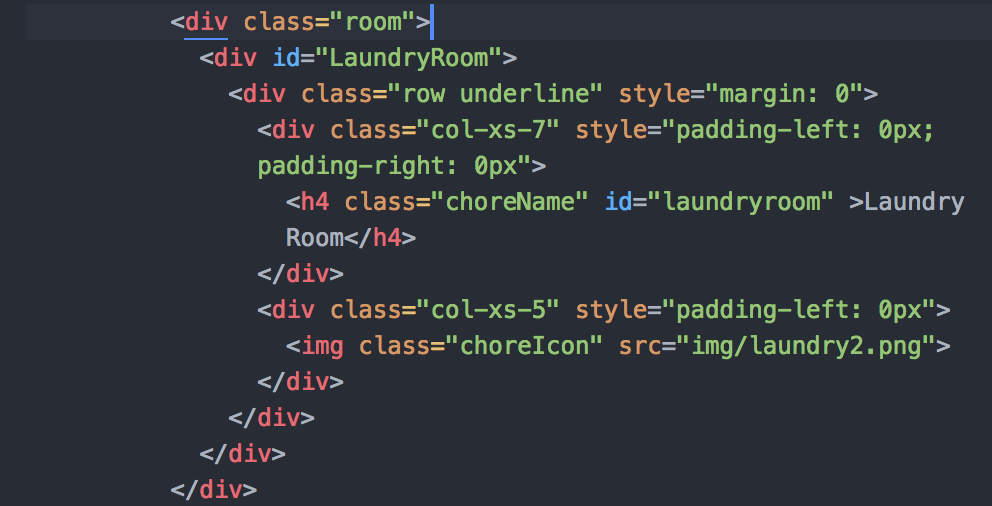 <div class="room">
<div id="LaundryRoom">
<div class="row underline" style="margin: 0">
<div class="col-xs-7" style="padding-left: 0px;
padding-right: 0px">
<h4 class="choreName" id="laundryroom" >Laundry
Room</h4>
</div>
<div class="col-xs-5" style="padding-left: 0px">
<img class="choreIcon" src="img/laundry2.png">
</div>
</div>
</div>
</div>